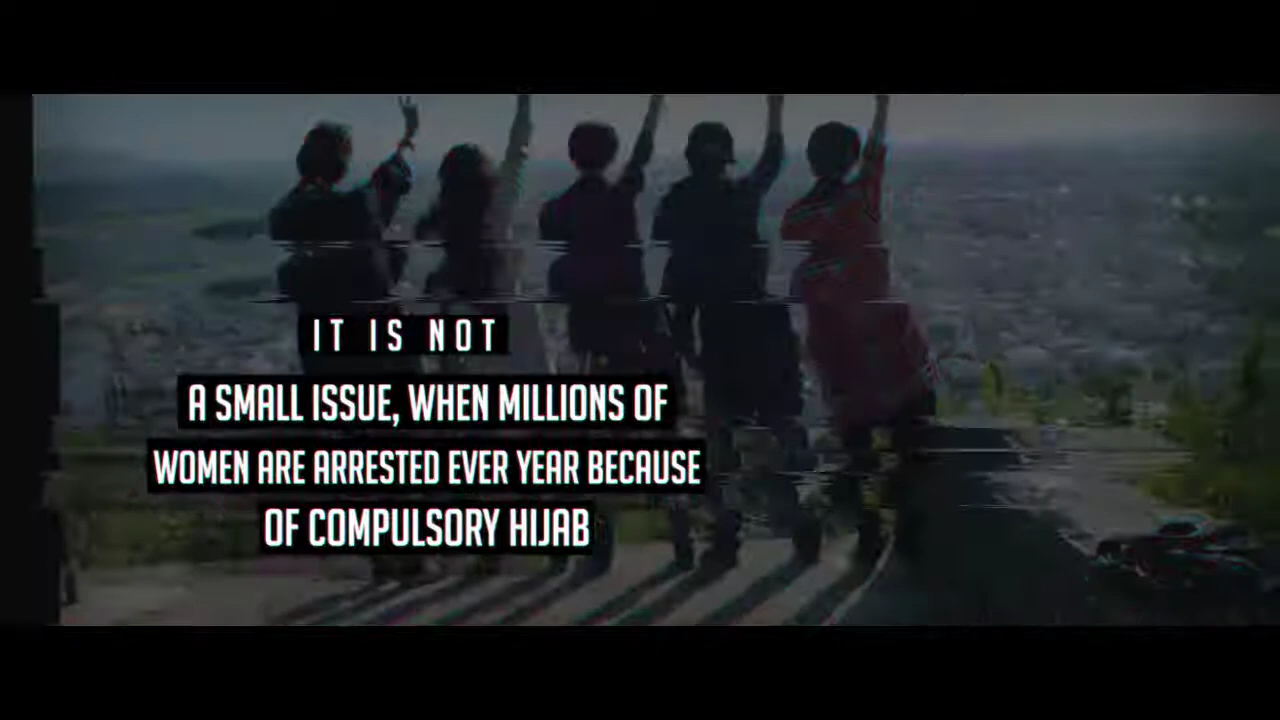 IT IS NOT
A SMALL ISSUE, WHEN MILLIONS OF
WOMEN ARE ARRESTED EVER YEAR BECAUSE
OF COMPULSORY HIJAB